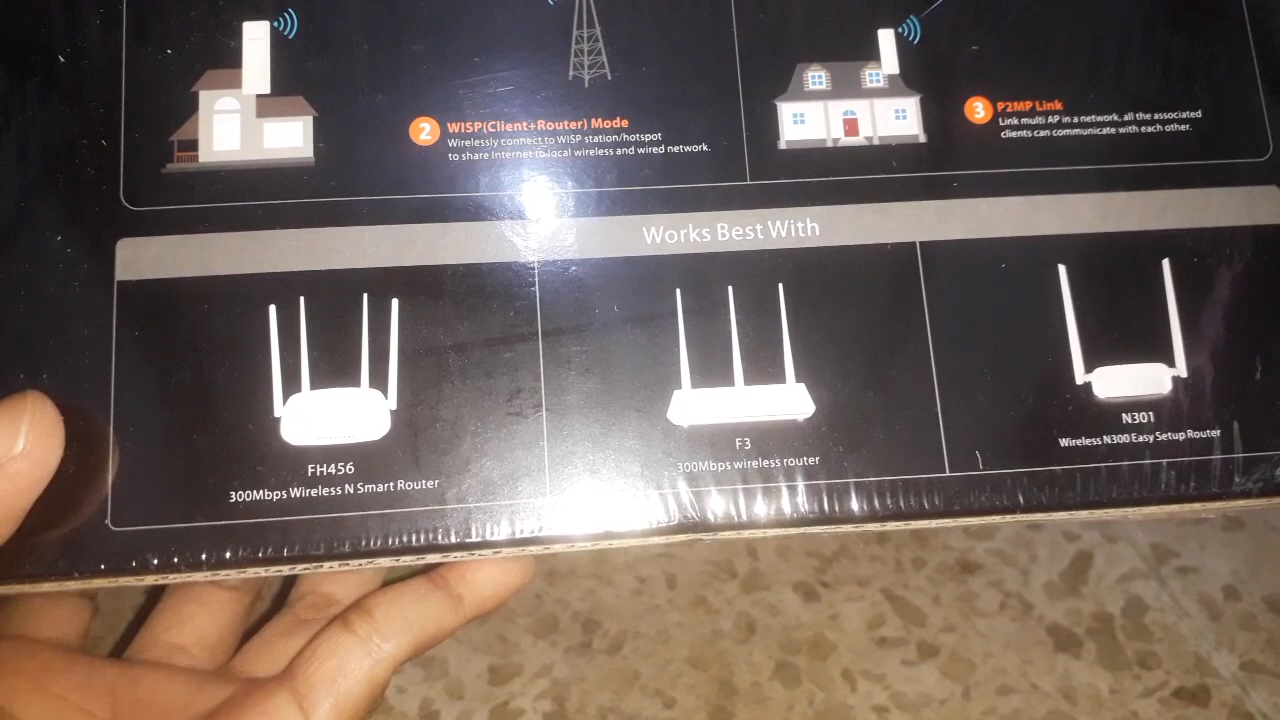 2 WISP(Client+Router) Mode
Wirelessly connect to WISP station/hotspot
to share Internet to local wireless and wired network.
3 P2MP Link
Link multi AP in a network, all the associated
clients can communicate with each other.
Works Best With
FH456
300Mbps Wireless N Smart Router
F3
300Mbps wireless router
N301
Wireless N300 Easy Setup Router